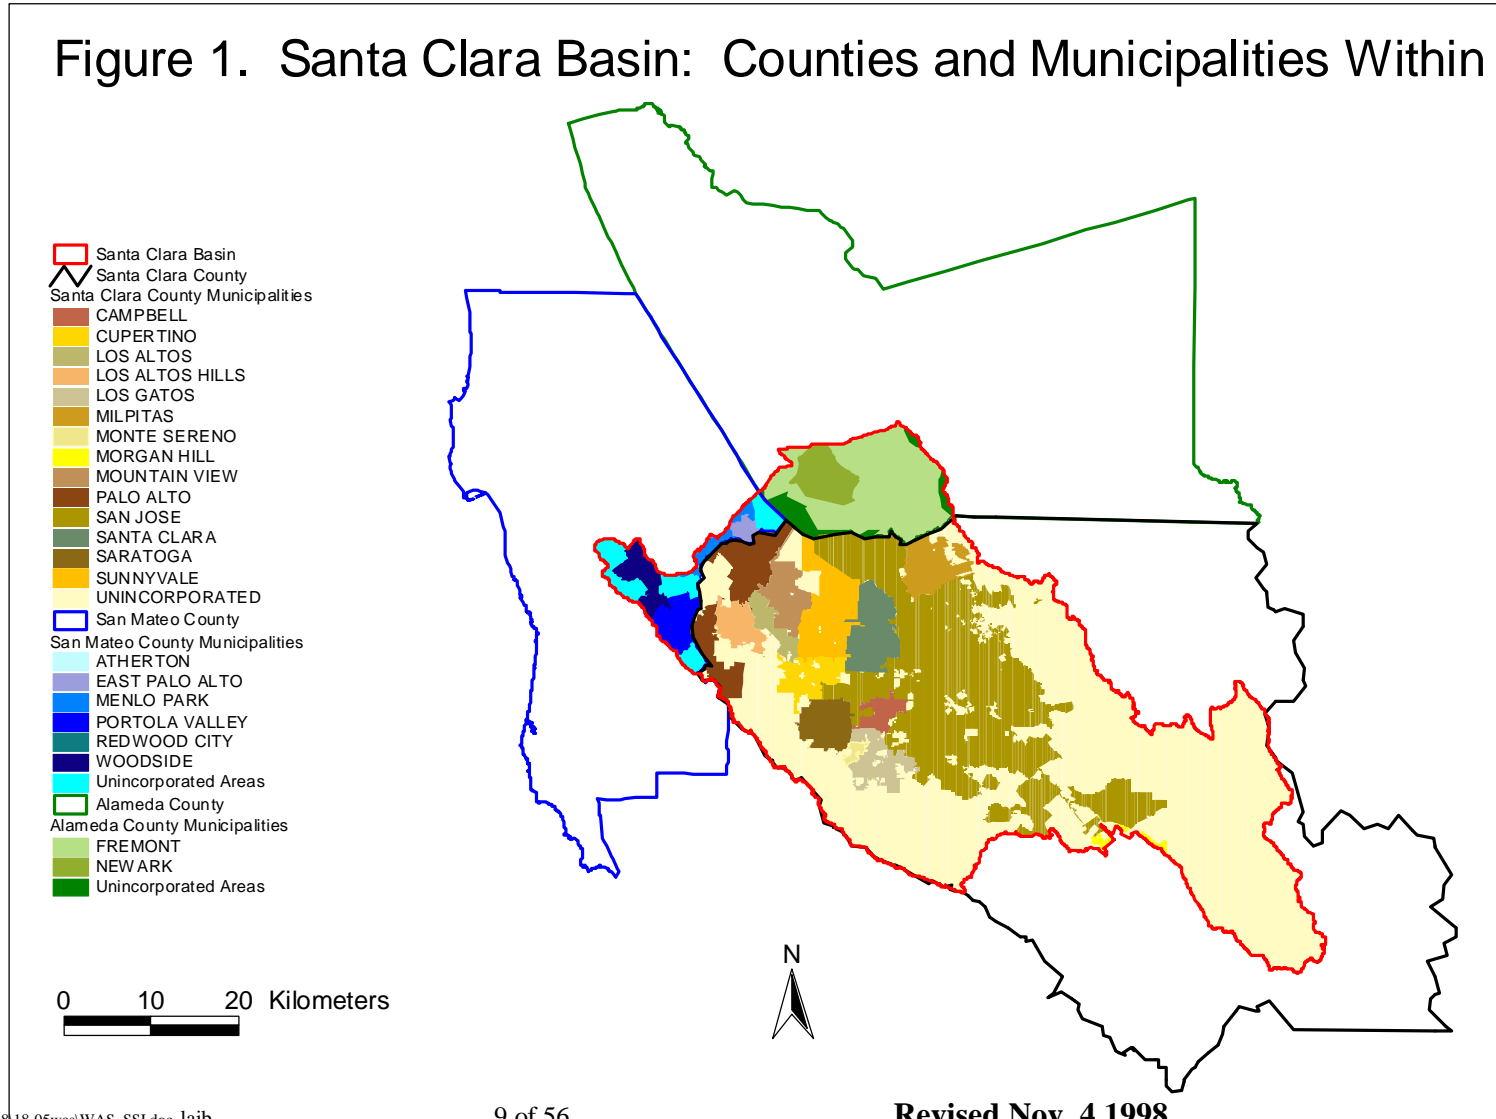 Figure 1. Santa Clara Basin: Counties and Municipalities Within
Santa Clara Basin
Santa Clara County
Santa Clara County Municipalities
CAMPBELL
CUPERTINO
LOS ALTOS
LOS ALTOS HILLS
LOS GATOS
MILPITAS
MONTE SERENO
MORGAN HILL
MOUNTAIN VIEW
PALO ALTO
SAN JOSE
SANTA CLARA
SARATOGA
SUNNYVALE
UNINCORPORATED
San Mateo County
San Mateo County Municipalities
ATHERTON
EAST PALO ALTO
MENLO PARK
PORTOLA VALLEY
REDWOOD CITY
WOODSIDE
Unincorporated Areas
Alameda County
Alameda County Municipalities
FREMONT
NEWARK
Unincorporated Areas
N
0 10 20 Kilometers
9 of 56
Revised Nov. 4 1998